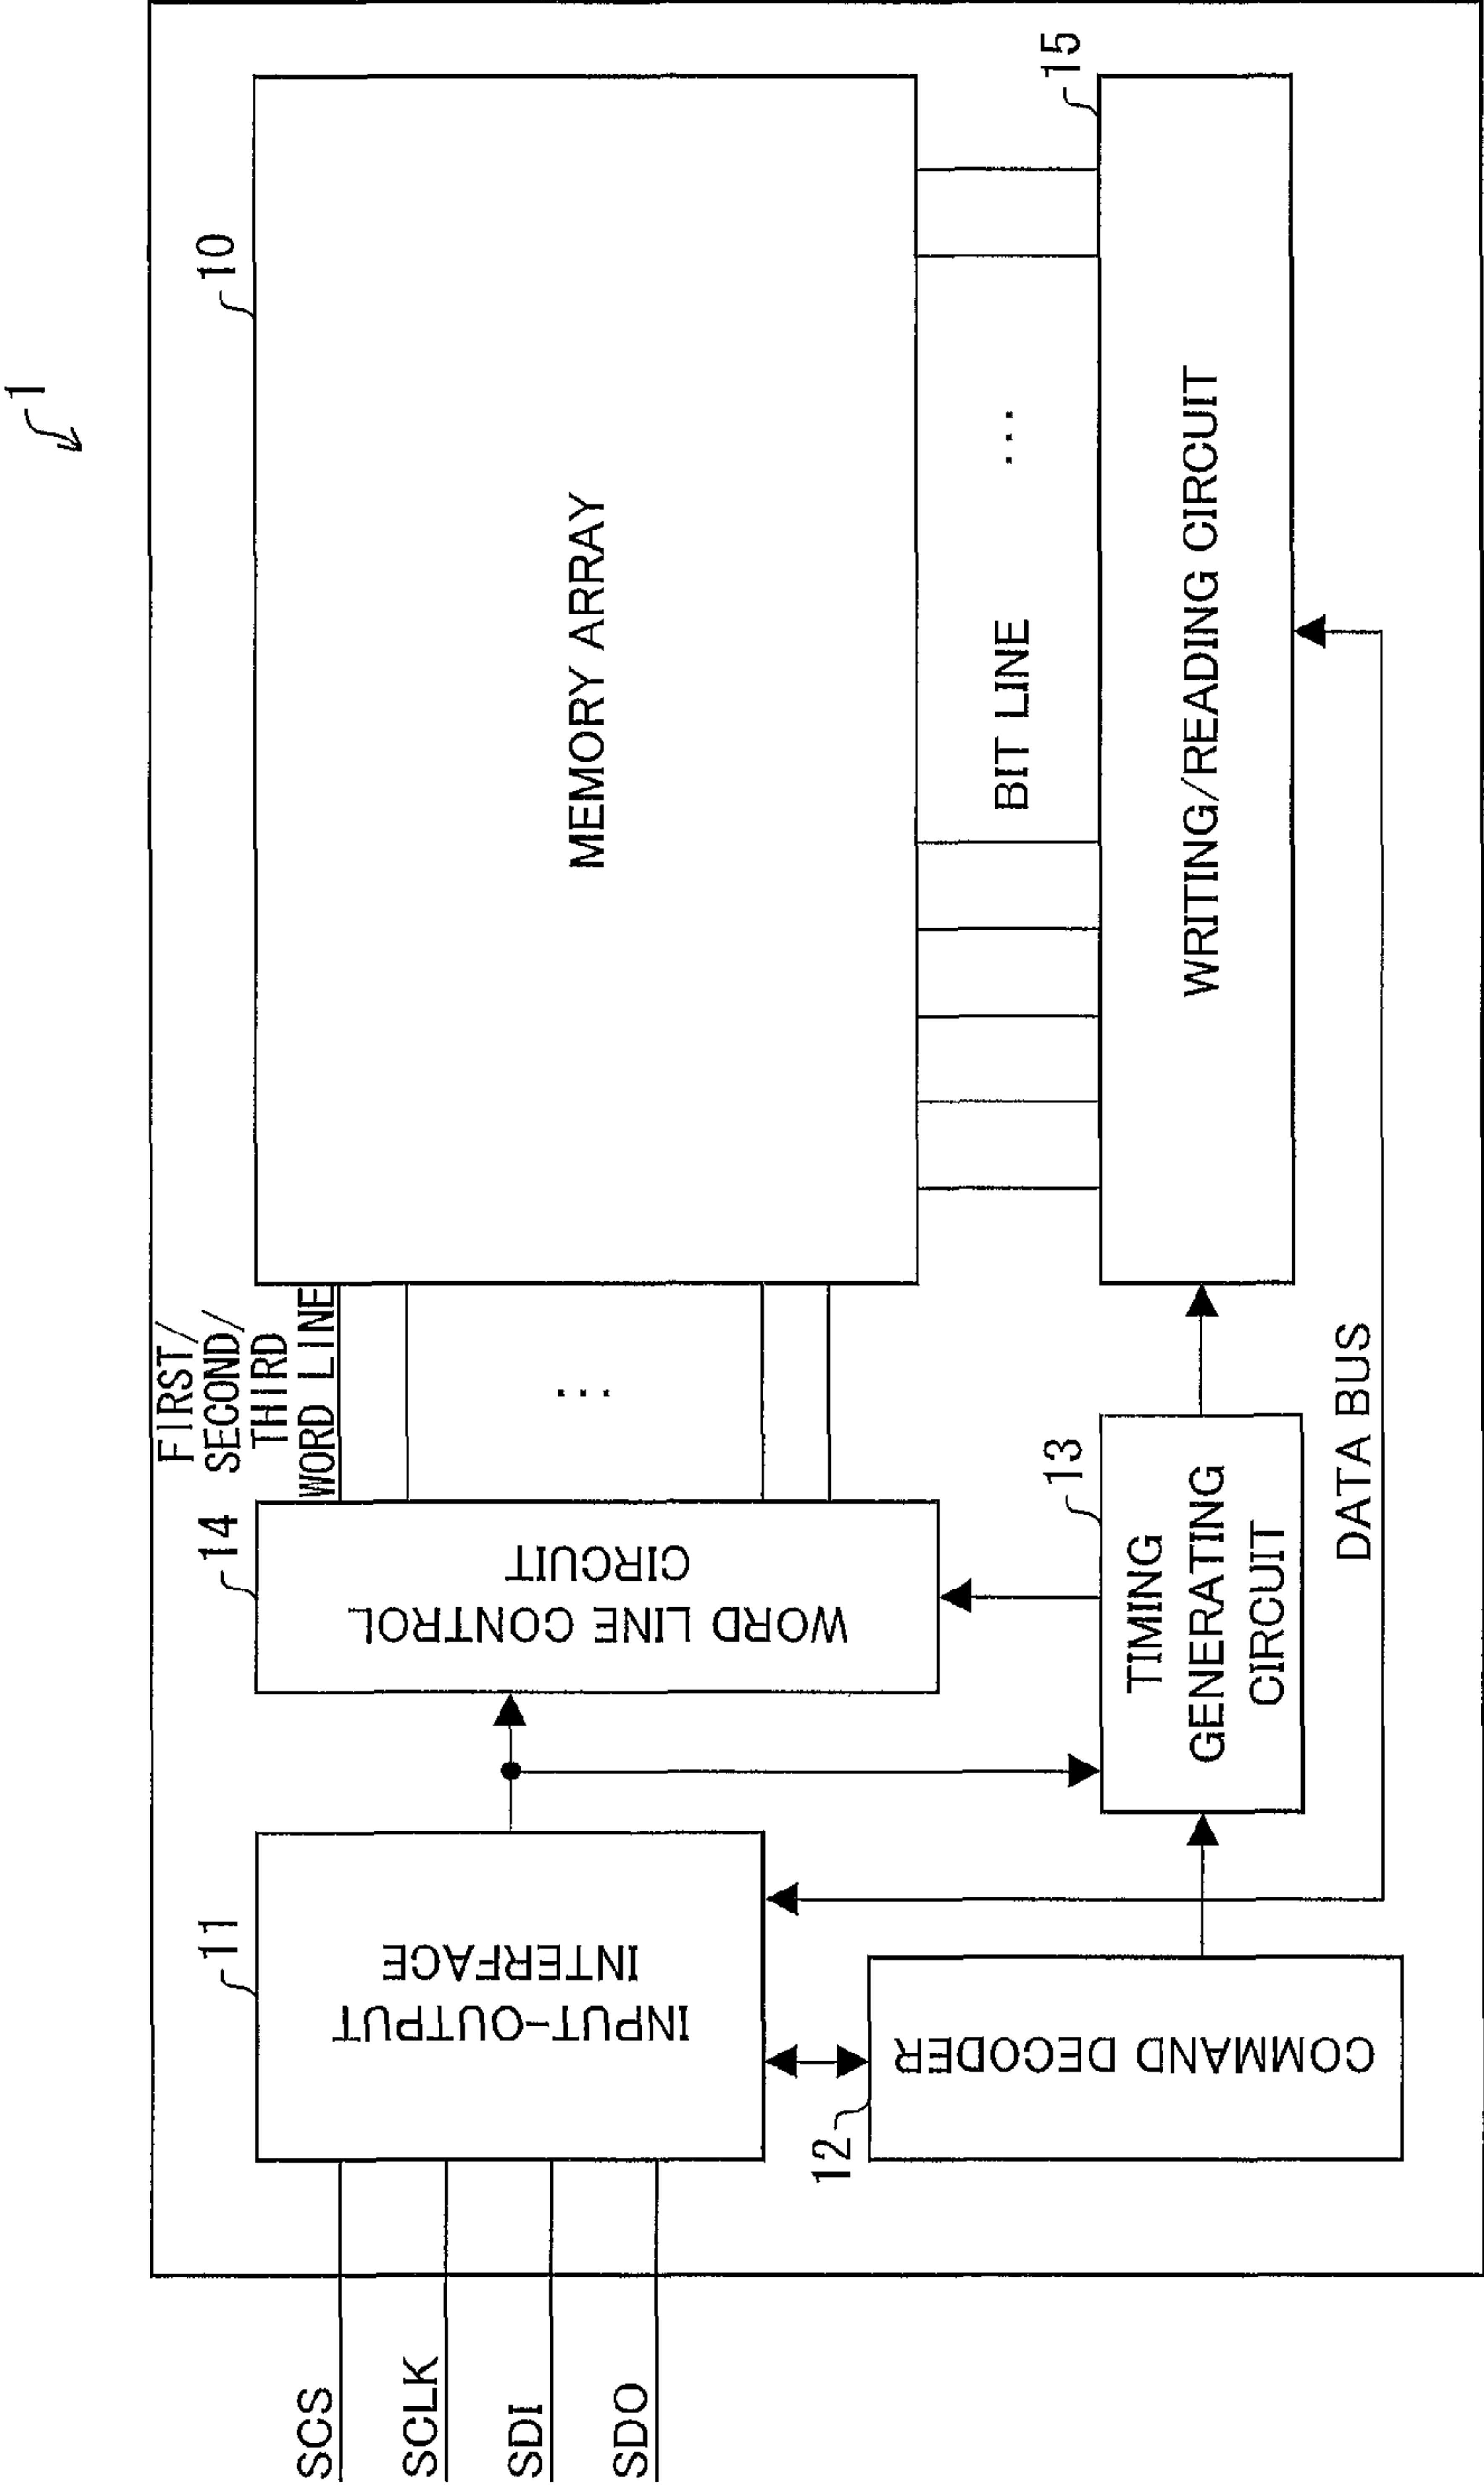 1
10
FIRST/
SECOND/
THIRD
WORD LINE
14
11
SCS
SCLK
SDI
SDO
INPUT-OUTPUT
INTERFACE
WORD LINE CONTROL
CIRCUIT
...
MEMORY ARRAY
12
COMMAND DECODER
13
TIMING
GENERATING
CIRCUIT
BIT LINE
...
15
WRITING/READING CIRCUIT
DATA BUS